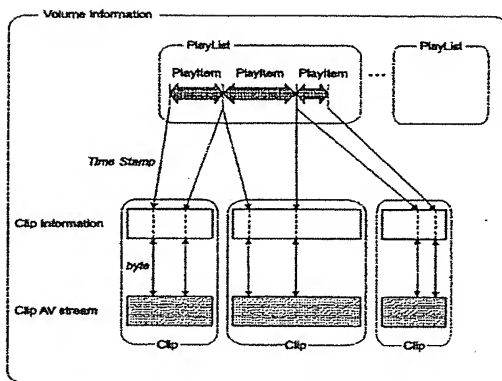 Volume Information
PlayList
PlayList
PlayItem PlayItem PlayItem
Time Stamp
Clip Information
byte
Clip AV stream
Clip Clip Clip